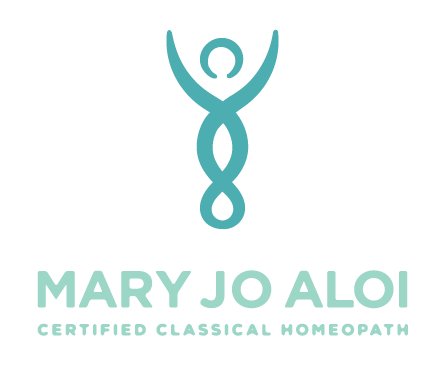 MARY JO ALOI
CERTIFIED CLASSICAL HOMEOPATH